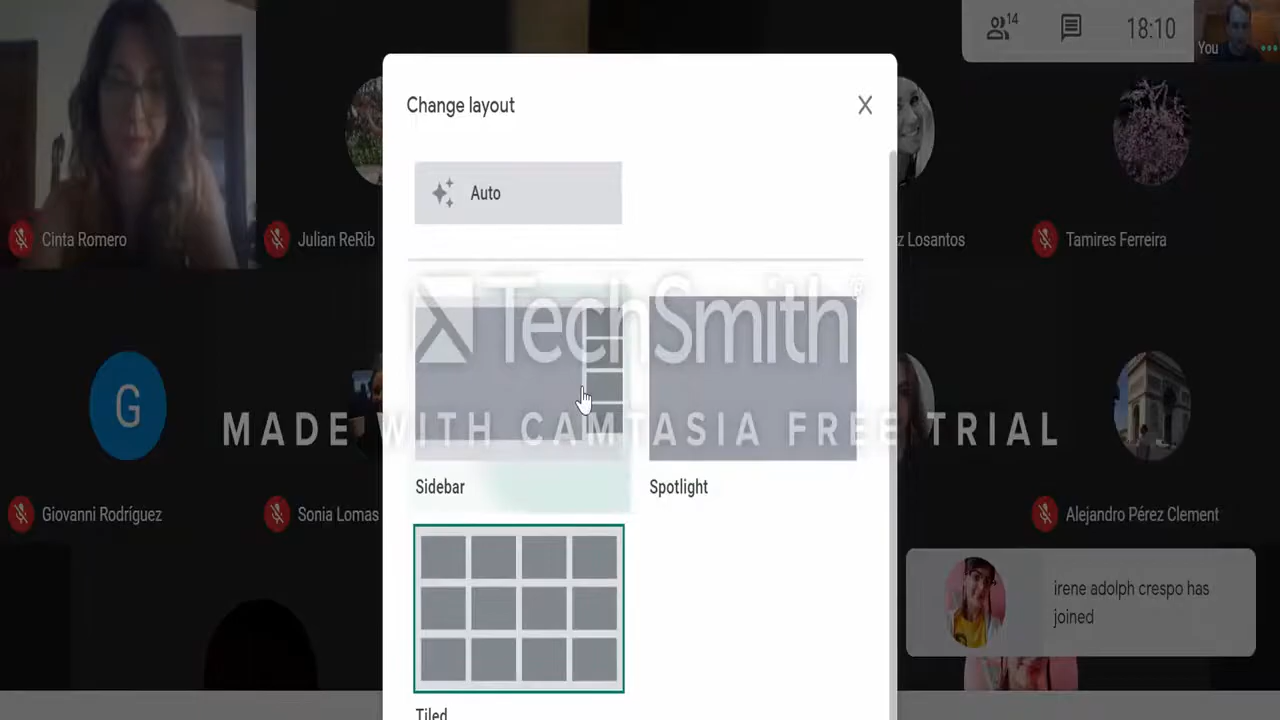 14
18:10
You
Change layout
Auto
Cinta Romero
Julian ReRib
z Losantos
Tamires Ferreira
TechSmith
MADE WITH CAMTASIA FREE TRIAL
Sidebar
Spotlight
G
Giovanni Rodríguez
Sonia Lomas
Alejandro Pérez Clement
irene adolph crespo has
joined
Tiled